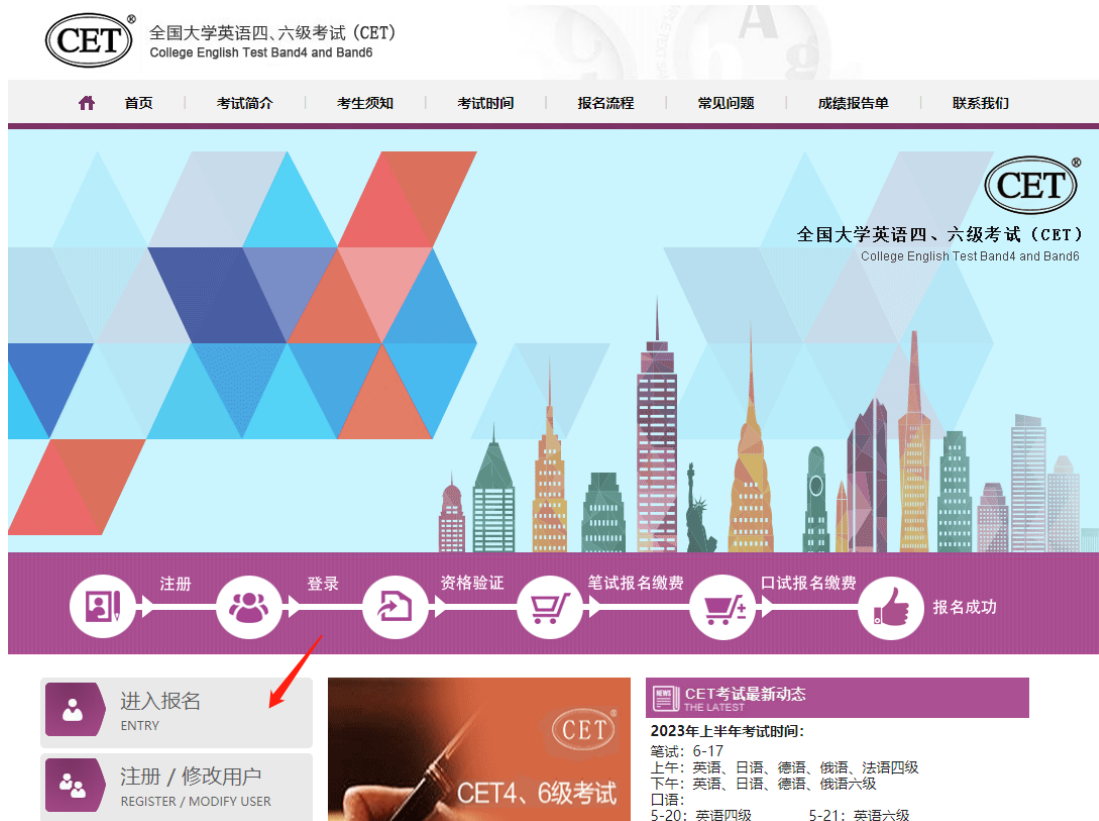 CET®
全国大学英语四、六级考试（CET）
College English Test Band4 and Band6
首页 考试简介 考生须知 考试时间 报名流程 常见问题 成绩报告单 联系我们
CET®
全国大学英语四、六级考试（CET）
College English Test Band4 and Band6
注册 登录 资格验证 笔试报名缴费 口试报名缴费 报名成功
进入报名
ENTRY
注册 / 修改用户
REGISTER / MODIFY USER
CET®
CET4、6级考试
NEWS
CET考试最新动态
THE LATEST
2023年上半年考试时间：
笔试：6-17
上午：英语、日语、德语、俄语、法语四级
下午：英语、日语、德语、俄语六级
口语：
5-20：英语四级 5-21：英语六级